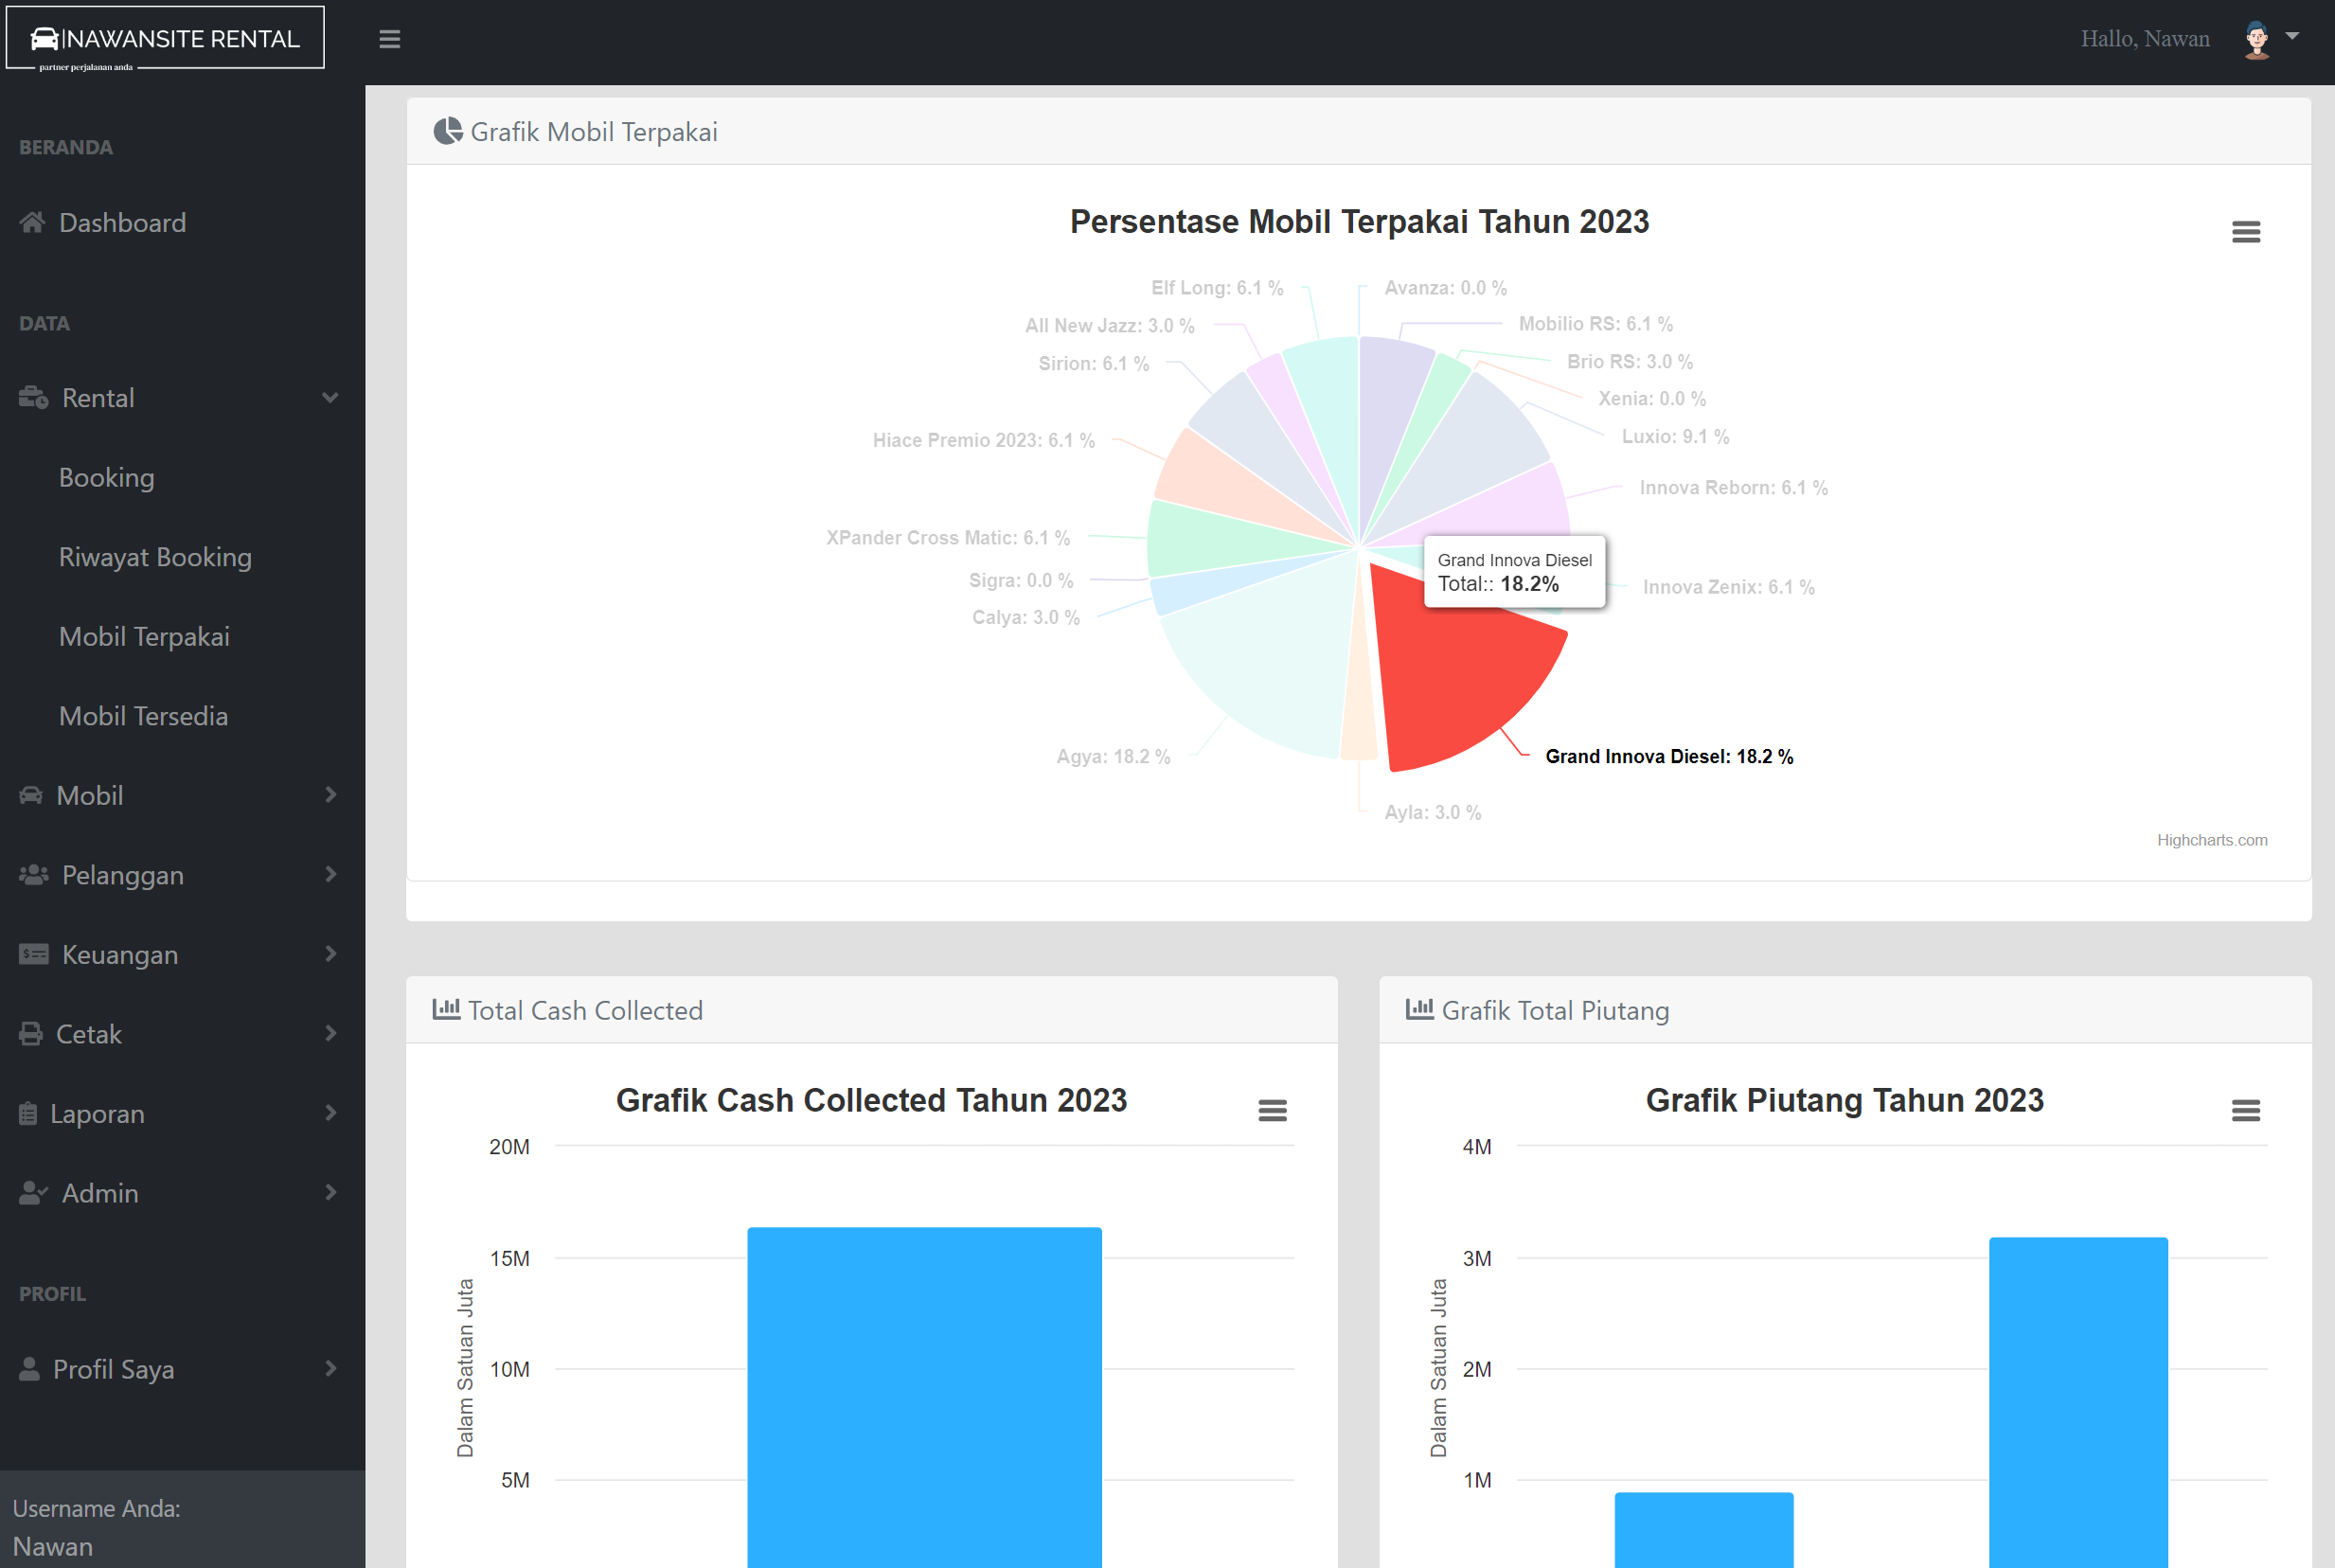 NAWANSITE RENTAL
partner perjalanan anda
Hallo, Nawan
BERANDA
Dashboard
DATA
Rental
Booking
Riwayat Booking
Mobil Terpakai
Mobil Tersedia
Mobil
Pelanggan
Keuangan
Cetak
Laporan
Admin
PROFIL
Profil Saya
Username Anda:
Nawan
Grafik Mobil Terpakai
Persentase Mobil Terpakai Tahun 2023
Elf Long: 6.1 %
Avanza: 0.0 %
All New Jazz: 3.0 %
Mobilio RS: 6.1 %
Sirion: 6.1 %
Brio RS: 3.0 %
Xenia: 0.0 %
Hiace Premio 2023: 6.1 %
Luxio: 9.1 %
Innova Reborn: 6.1 %
XPander Cross Matic: 6.1 %
Grand Innova Diesel
Total:: 18.2%
Sigra: 0.0 %
Innova Zenix: 6.1 %
Calya: 3.0 %
Agya: 18.2 %
Grand Innova Diesel: 18.2 %
Ayla: 3.0 %
Highcharts.com
Total Cash Collected
Grafik Cash Collected Tahun 2023
Dalam Satuan Juta
20M
15M
10M
5M
Grafik Total Piutang
Grafik Piutang Tahun 2023
Dalam Satuan Juta
4M
3M
2M
1M